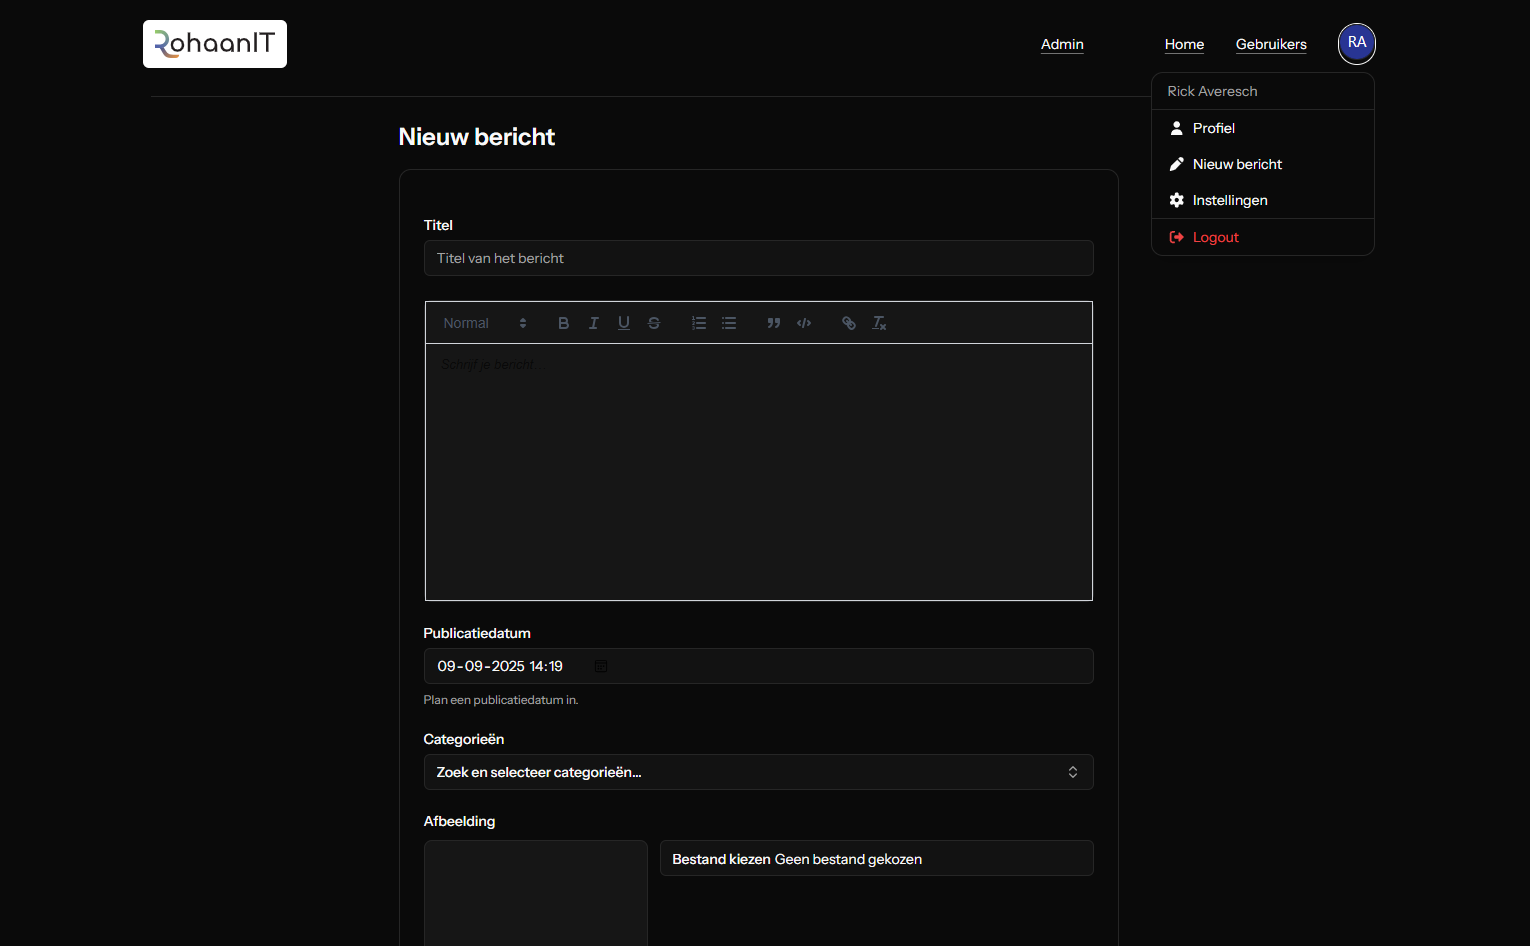 RohaanIT
Admin
Home
Gebruikers
RA
Rick Averesch
Profiel
Nieuw bericht
Instellingen
Logout
Nieuw bericht
Titel
Titel van het bericht
Normal
Schrijf je bericht...
Publicatiedatum
09-09-2025 14:19
Plan een publicatiedatum in.
Categorieën
Zoek en selecteer categorieën...
Afbeelding
Bestand kiezen Geen bestand gekozen